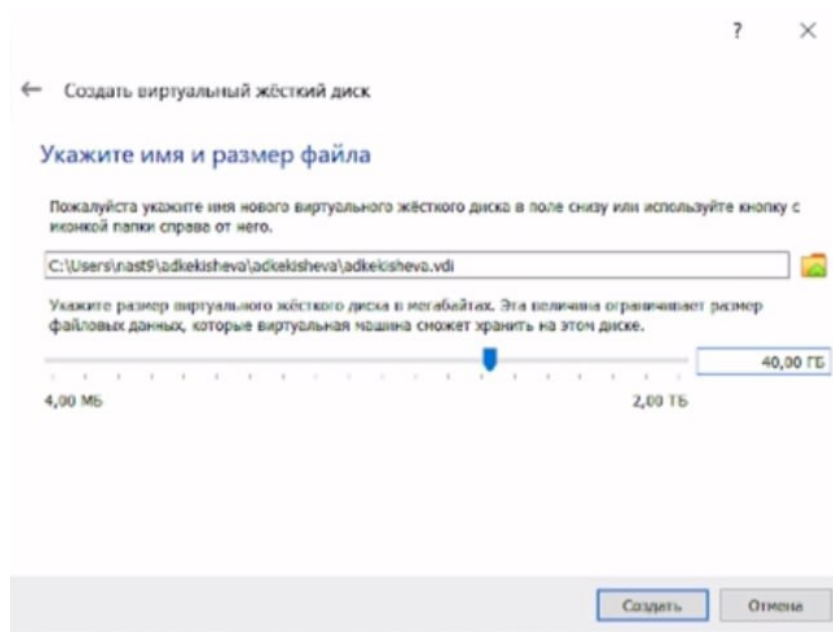 ?
← Создать виртуальный жёсткий диск
Укажите имя и размер файла
Пожалуйста укажите имя нового виртуального жёсткого диска в поле снизу или используйте кнопку с
иконкой папки справа от него.
C:\Users\nast9\adkekisheva\adkekisheva\adkekisheva.vdi
Укажите размер виртуального жёсткого диска в мегабайтах. Эта величина ограничивает размер
файловых данных, которые виртуальная машина сможет хранить на этом диске.
40,00 ГБ
4,00 МБ 2,00 ТБ
Создать Отмена